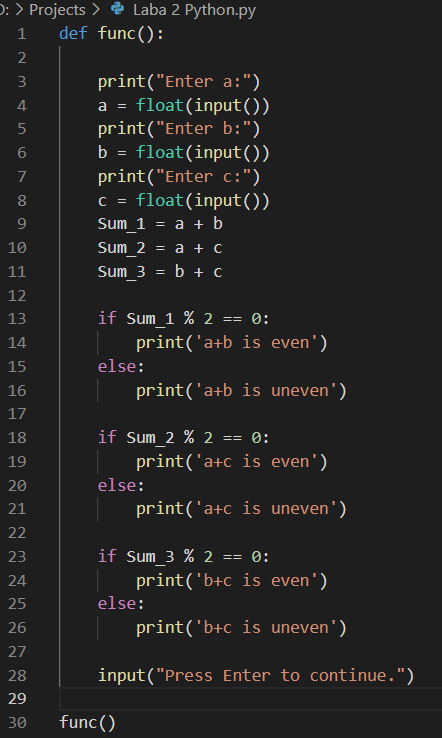 D: > Projects > Laba 2 Python.py
1 def func():
2
3     print("Enter a:")
4     a = float(input())
5     print("Enter b:")
6     b = float(input())
7     print("Enter c:")
8     c = float(input())
9     Sum_1 = a + b
10     Sum_2 = a + c
11     Sum_3 = b + c
12
13     if Sum_1 % 2 == 0:
14         print('a+b is even')
15     else:
16         print('a+b is uneven')
17
18     if Sum_2 % 2 == 0:
19         print('a+c is even')
20     else:
21         print('a+c is uneven')
22
23     if Sum_3 % 2 == 0:
24         print('b+c is even')
25     else:
26         print('b+c is uneven')
27
28     input("Press Enter to continue.")
29
30 func()